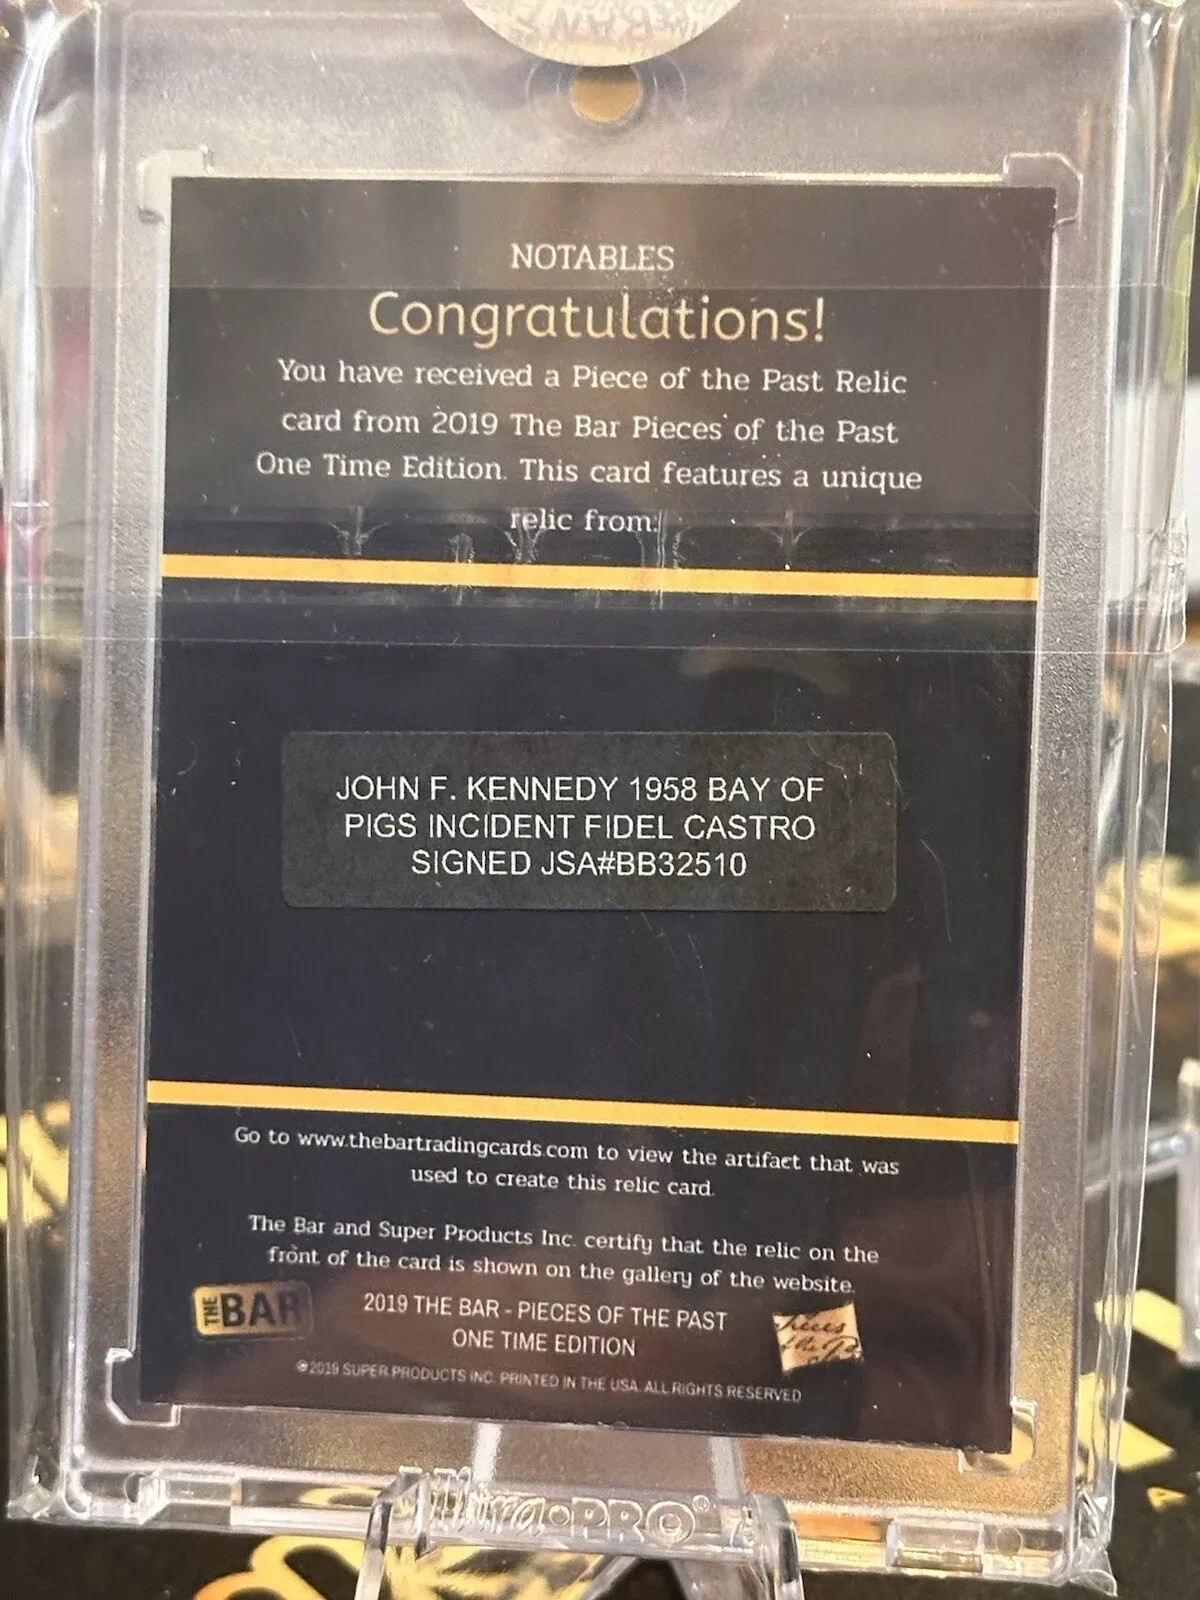 NOTABLES
Congratulations!
You have received a Piece of the Past Relic
card from 2019 The Bar Pieces of the Past
One Time Edition. This card features a unique
relic from:
JOHN F. KENNEDY 1958 BAY OF
PIGS INCIDENT FIDEL CASTRO
SIGNED JSA#BB32510
Go to www.thebartradingcards.com to view the artifact that was
used to create this relic card.
The Bar and Super Products Inc. certify that the relic on the
front of the card is shown on the gallery of the website.
THE BAR
2019 THE BAR - PIECES OF THE PAST
ONE TIME EDITION
©2019 SUPER PRODUCTS INC. PRINTED IN THE USA. ALL RIGHTS RESERVED
Ultra•PRO®